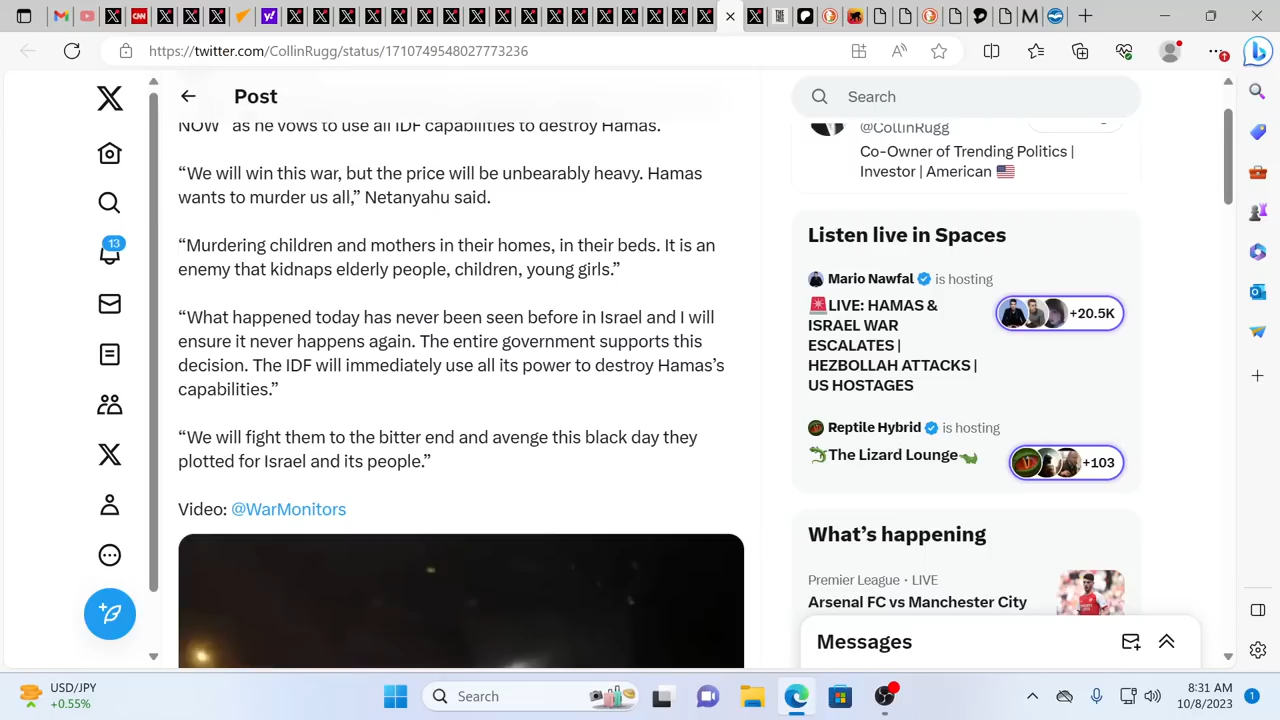 https://twitter.com/CollinRugg/status/1710749548027773236
Post
Search
13
NOW" as he vows to use all IDF capabilities to destroy Hamas.
“We will win this war, but the price will be unbearably heavy. Hamas
wants to murder us all,” Netanyahu said.
“Murdering children and mothers in their homes, in their beds. It is an
enemy that kidnaps elderly people, children, young girls.”
“What happened today has never been seen before in Israel and I will
ensure it never happens again. The entire government supports this
decision. The IDF will immediately use all its power to destroy Hamas’s
capabilities.”
“We will fight them to the bitter end and avenge this black day they
plotted for Israel and its people.”
Video: @WarMonitors
@CollinRugg
Co-Owner of Trending Politics |
Investor | American 🇺🇸
Listen live in Spaces
Mario Nawfal is hosting
🚨LIVE: HAMAS &
ISRAEL WAR
ESCALATES |
HEZBOLLAH ATTACKS |
US HOSTAGES
+20.5K
Reptile Hybrid is hosting
🦎The Lizard Lounge🐊
+103
What’s happening
Premier League · LIVE
Arsenal FC vs Manchester City
Messages
USD/JPY
+0.55%
Search
8:31 AM
10/8/2023
1